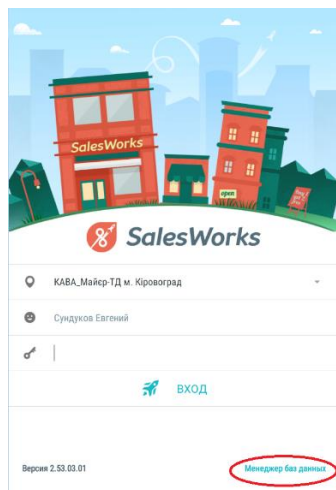 SalesWorks
open
SalesWorks
КАВА_Майєр-ТД м. Кіровоград
Сундуков Евгений
ВХОД
Версия 2.53.03.01
Менеджер баз данных